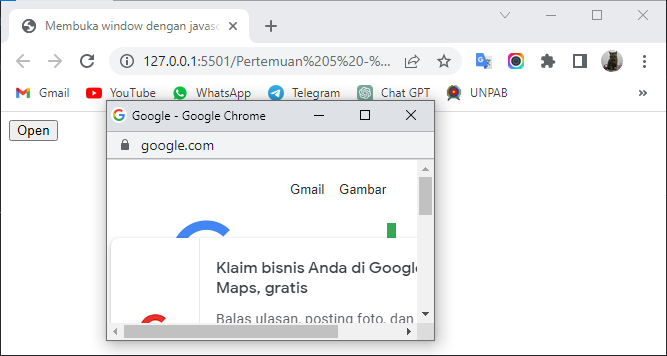 Membuka window dengan javasc
127.0.0.1:5501/Pertemuan%205%20-%...
Gmail YouTube WhatsApp Telegram Chat GPT UNPAB »
Open
Google - Google Chrome
google.com
Gmail Gambar
Klaim bisnis Anda di Google
Maps, gratis
Balas ulasan, posting foto, dan